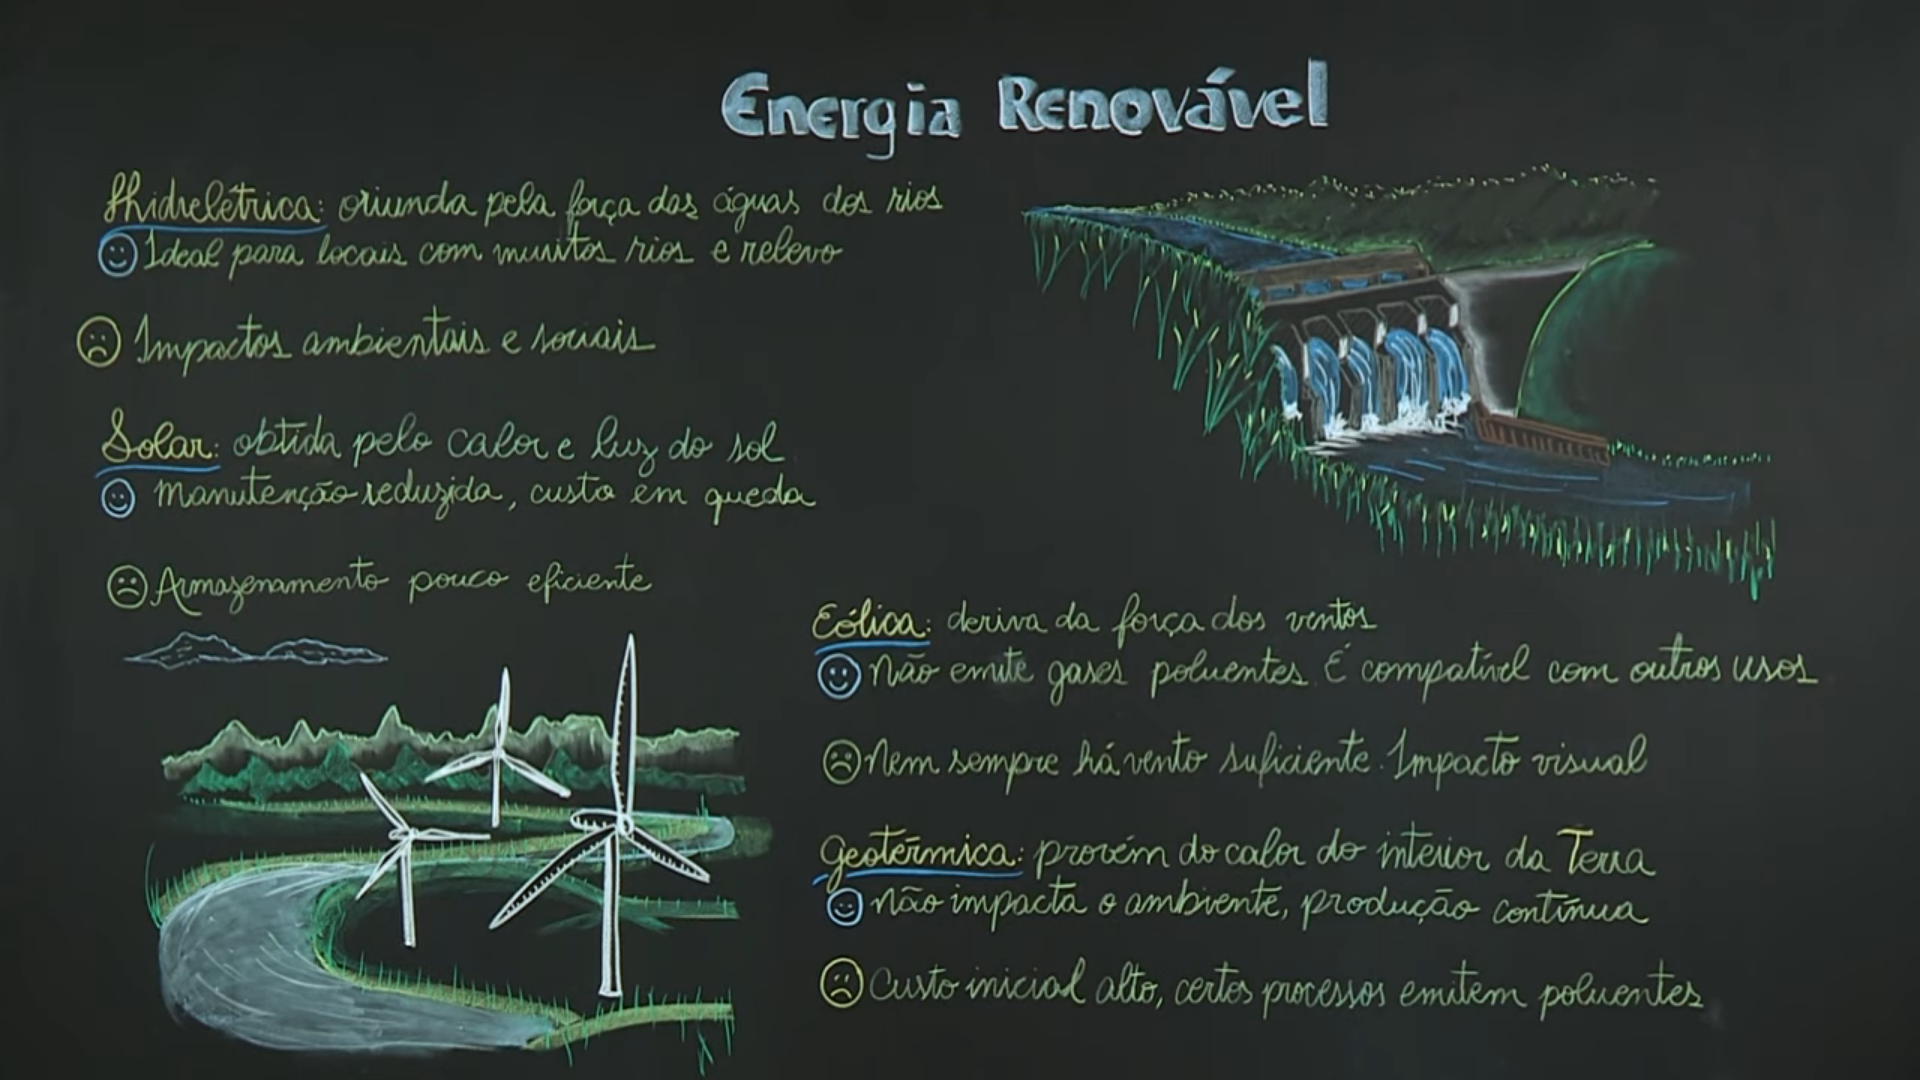 Energia Renovável
Hidrelétrica: oriunda pela força das águas dos rios
Ideal para locais com muitos rios e relevo
Impactos ambientais e sociais
Solar: obtida pelo calor e luz do sol
Manutenção reduzida, custo em queda
Armazenamento pouco eficiente
Eólica: deriva da força dos ventos
Não emite gases poluentes. É compatível com outros usos
Nem sempre há vento suficiente. Impacto visual
Geotérmica: provém do calor do interior da Terra
Não impacta o ambiente, produção contínua
Custo inicial alto, certos processos emitem poluentes